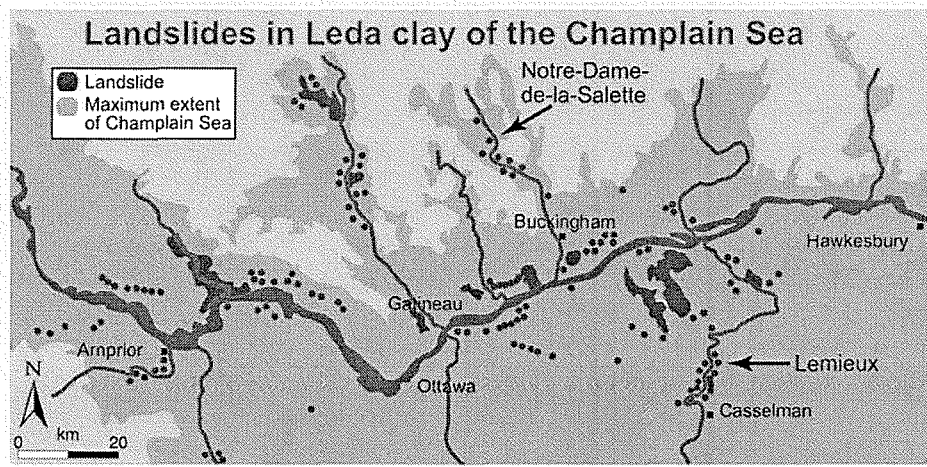 Landslides in Leda clay of the Champlain Sea
Landslide
Maximum extent
of Champlain Sea
Notre-Dame-
de-la-Salette
Buckingham
Hawkesbury
Gatineau
Arnprior
Lemieux
N
Ottawa
Casselman
km
0 20